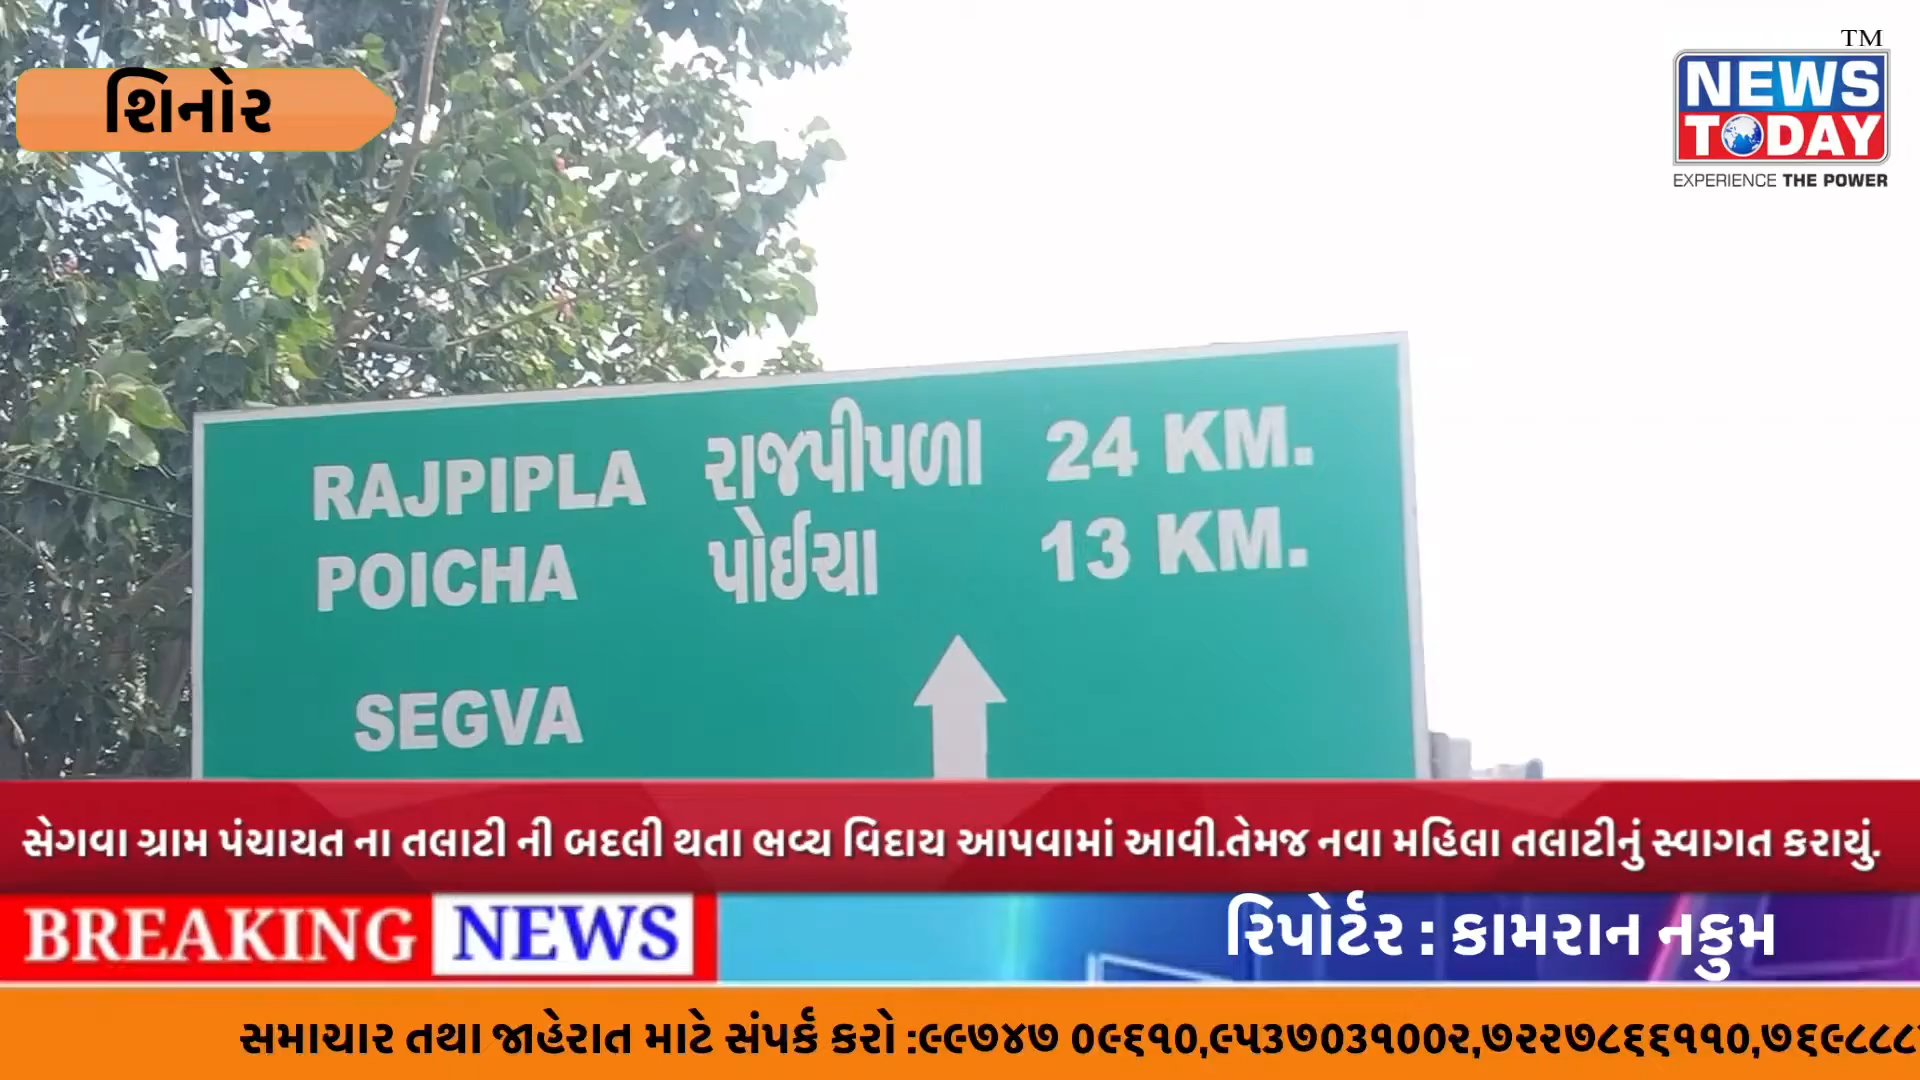 શિનોર
TM
NEWS
TODAY
EXPERIENCE THE POWER
RAJPIPLA રાજપીપળા 24 KM.
POICHA પોઈચા 13 KM.
SEGVA
સેગવા ગ્રામ પંચાયત ના તલાટી ની બદલી થતા ભવ્ય વિદાય આપવામાં આવી.તેમજ નવા મહિલા તલાટીનું સ્વાગત કરાયું.
BREAKING NEWS
રિપોર્ટર : કામરાન નકુમ
સમાચાર તથા જાહેરાત માટે સંપર્ક કરો :૯૯૭૪૭ ૦૯૬૧૦,૯૫૩૭૦૩૧૦૦૨,૭૨૨૭૮૬૬૧૧૦,૭૬૯૮૮૮